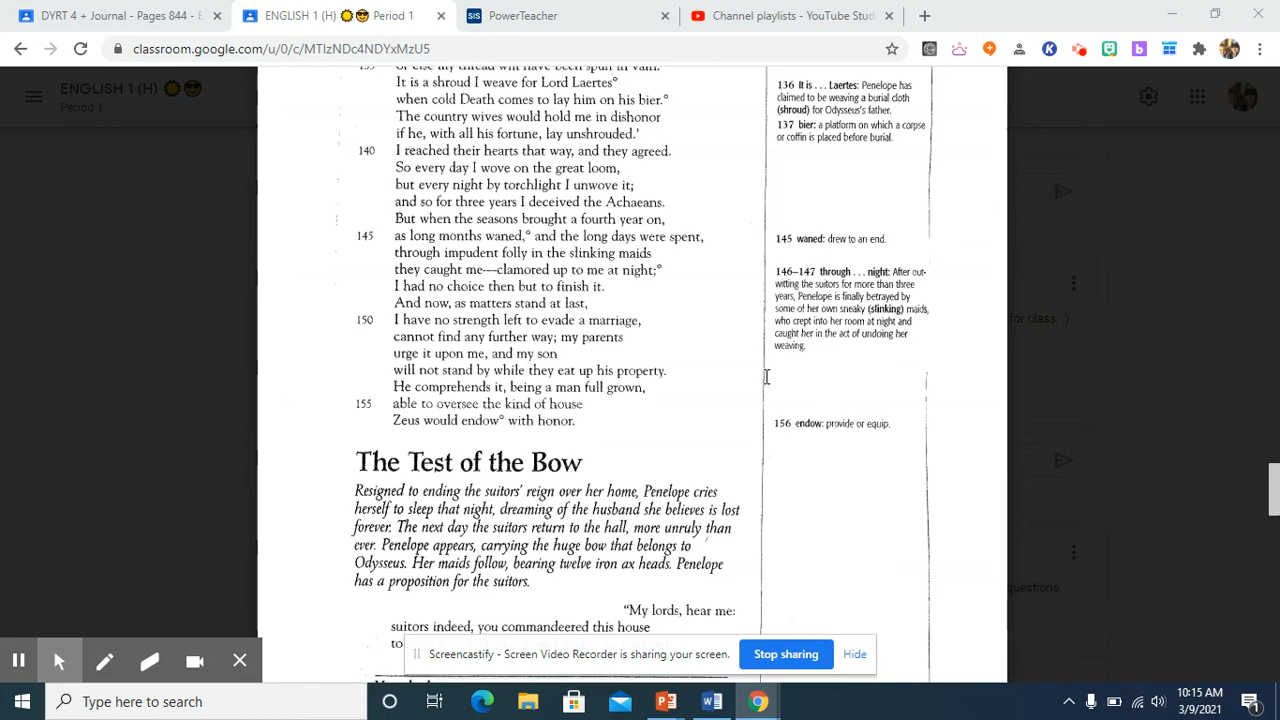 DYRT 4 + Journal - Pages 844 - E
ENGLISH 1 (H) 🌞😎 Period 1
SIS
PowerTeacher
Channel playlists - YouTube Stud
classroom.google.com/u/0/c/MTIzNDc4NDYxMzU5
ENGLISH 1 (H) 🌞😎
Period 1
or else my thread will have been spun in vain.
It is a shroud I weave for Lord Laertes°
when cold Death comes to lay him on his bier.°
The country wives would hold me in dishonor
if he, with all his fortune, lay unshrouded.'
140 I reached their hearts that way, and they agreed.
So every day I wove on the great loom,
but every night by torchlight I unwove it;
and so for three years I deceived the Achaeans.
But when the seasons brought a fourth year on,
145 as long months waned,° and the long days were spent,
through impudent folly in the slinking maids
they caught me—clamored up to me at night;°
I had no choice then but to finish it.
And now, as matters stand at last,
150 I have no strength left to evade a marriage,
cannot find any further way; my parents
urge it upon me, and my son
will not stand by while they eat up his property.
He comprehends it, being a man full grown,
155 able to oversee the kind of house
Zeus would endow° with honor.
136 It is . . . Laertes: Penelope has
claimed to be weaving a burial cloth
(shroud) for Odysseus's father.
137 bier: a platform on which a corpse
or coffin is placed before burial.
145 waned: drew to an end.
146–147 through . . . night: After out-
witting the suitors for more than three
years, Penelope is finally betrayed by
some of her own sneaky (slinking) maids,
who crept into her room at night and
caught her in the act of undoing her
weaving.
156 endow: provide or equip.
for class. :)
questions.
The Test of the Bow
Resigned to ending the suitors' reign over her home, Penelope cries
herself to sleep that night, dreaming of the husband she believes is lost
forever. The next day the suitors return to the hall, more unruly than
ever. Penelope appears, carrying the huge bow that belongs to
Odysseus. Her maids follow, bearing twelve iron ax heads. Penelope
has a proposition for the suitors.
"My lords, hear me:
suitors indeed, you commandeered this house
to
Screencastify - Screen Video Recorder is sharing your screen.
Stop sharing
Hide
Type here to search
10:15 AM
3/9/2021